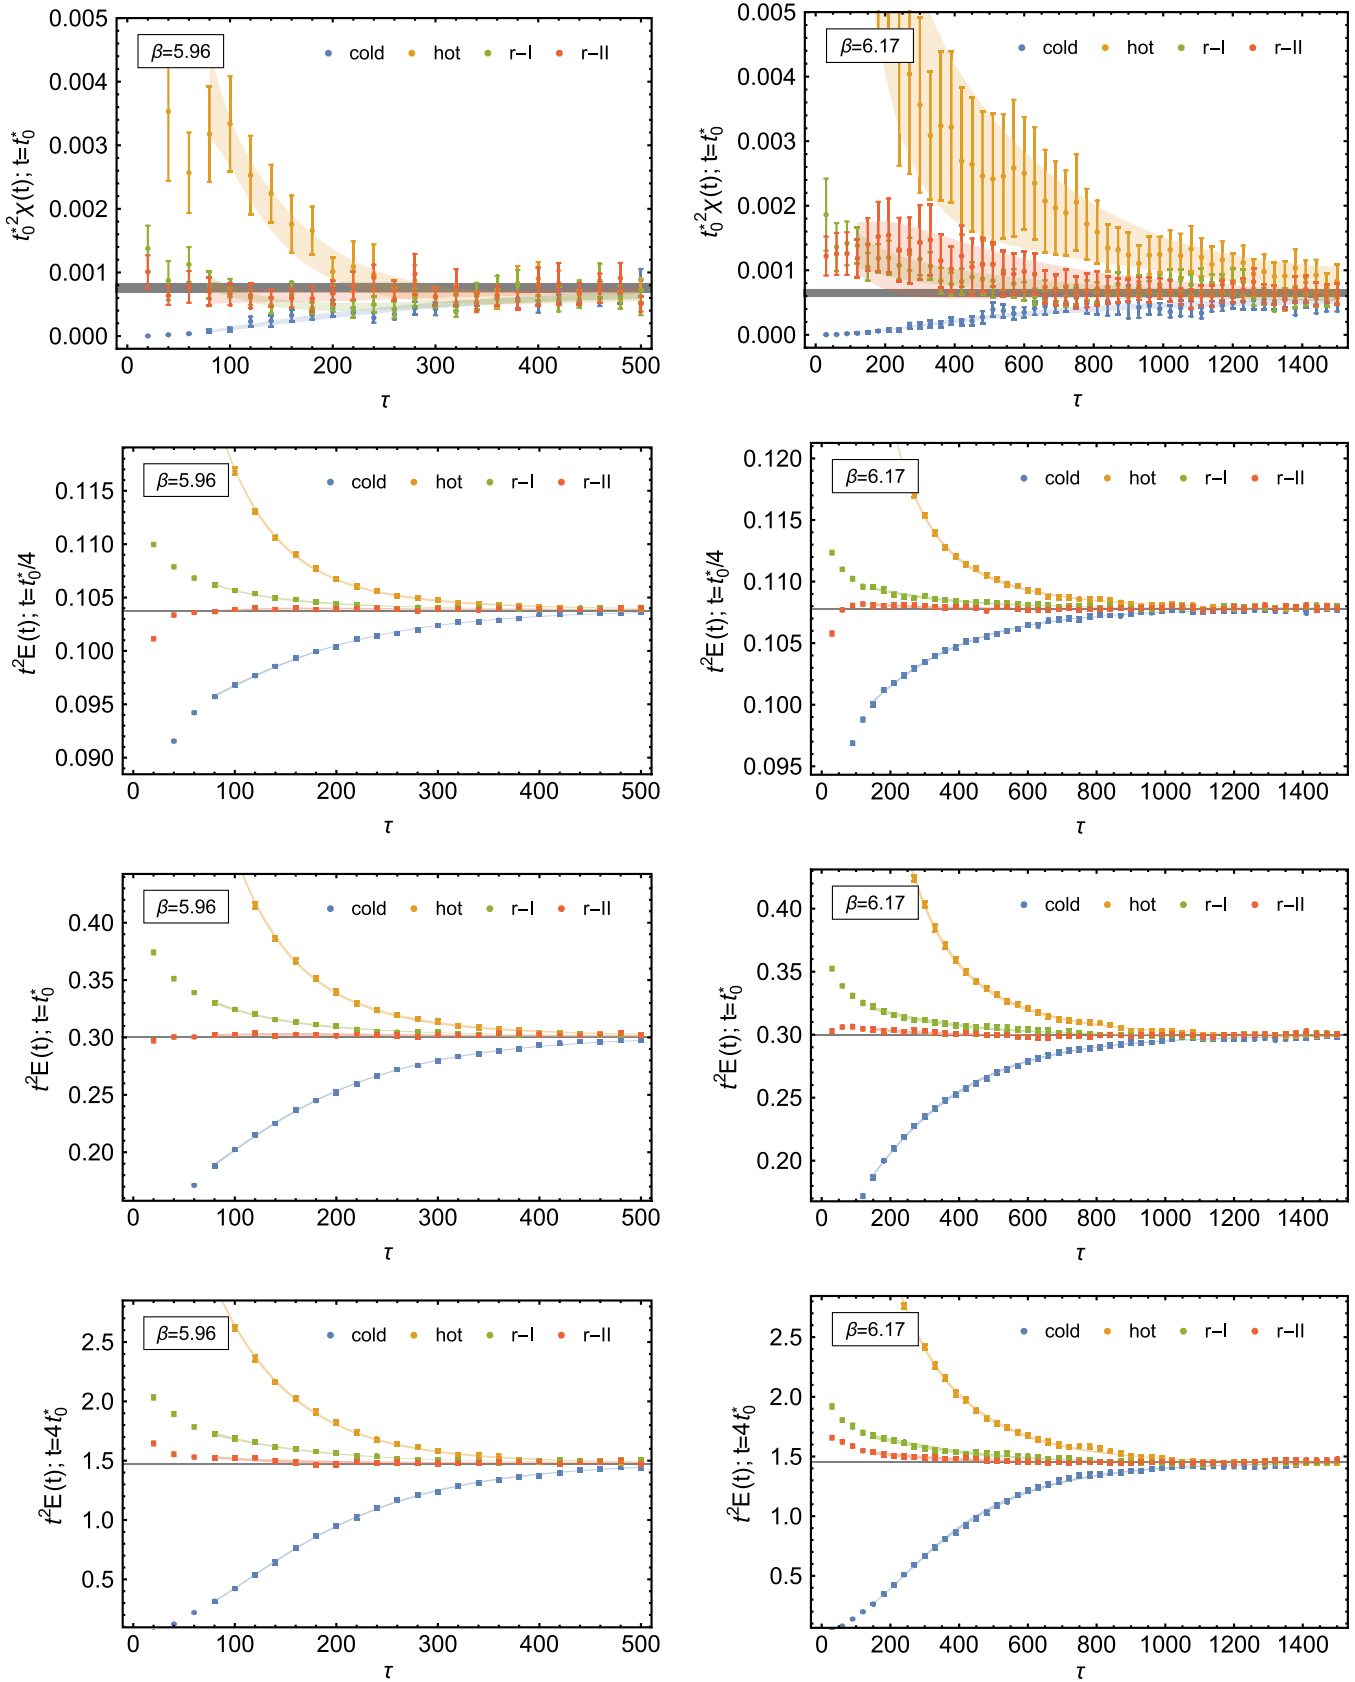 β=5.96 cold hot r–I r–II
0.005
0.004
0.003
0.002
0.001
0.000
t₀*²χ(t); t=t₀*
0 100 200 300 400 500
τ
β=6.17 cold hot r–I r–II
0.005
0.004
0.003
0.002
0.001
0.000
t₀*²χ(t); t=t₀*
0 200 400 600 800 1000 1200 1400
τ
β=5.96 cold hot r–I r–II
0.115
0.110
0.105
0.100
0.095
0.090
t²E(t); t=t₀*/4
0 100 200 300 400 500
τ
β=6.17 cold hot r–I r–II
0.120
0.115
0.110
0.105
0.100
0.095
t²E(t); t=t₀*/4
0 200 400 600 800 1000 1200 1400
τ
β=5.96 cold hot r–I r–II
0.40
0.35
0.30
0.25
0.20
t²E(t); t=t₀*
0 100 200 300 400 500
τ
β=6.17 cold hot r–I r–II
0.40
0.35
0.30
0.25
0.20
t²E(t); t=t₀*
0 200 400 600 800 1000 1200 1400
τ
β=5.96 cold hot r–I r–II
2.5
2.0
1.5
1.0
0.5
t²E(t); t=4t₀*
0 100 200 300 400 500
τ
β=6.17 cold hot r–I r–II
2.5
2.0
1.5
1.0
0.5
t²E(t); t=4t₀*
0 200 400 600 800 1000 1200 1400
τ